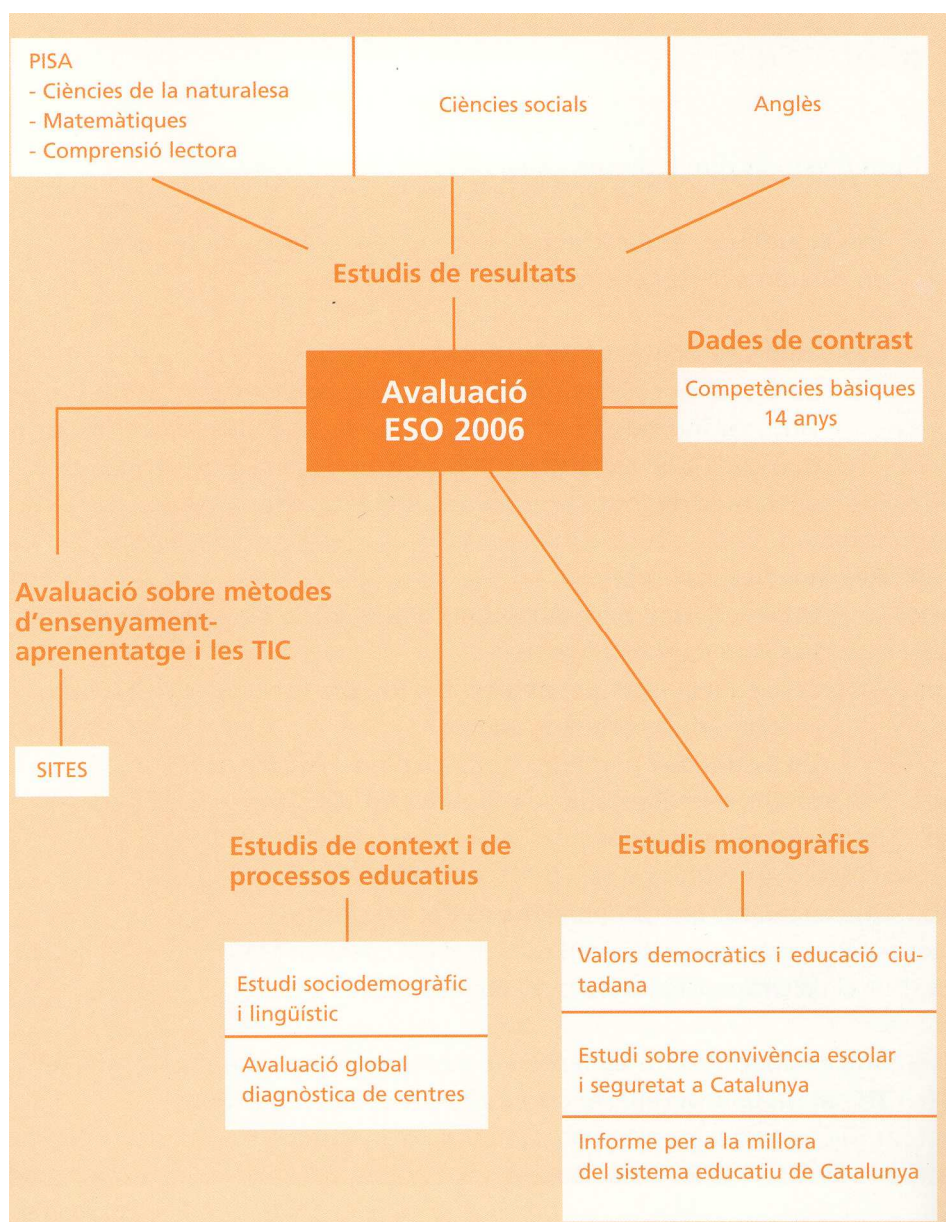 PISA
- Ciències de la naturalesa
- Matemàtiques
- Comprensió lectora
Ciències socials
Anglès
Estudis de resultats
Dades de contrast
Competències bàsiques
14 anys
Avaluació
ESO 2006
Avaluació sobre mètodes
d'ensenyament-
aprenentatge i les TIC
SITES
Estudis de context i de
processos educatius
Estudi sociodemogràfic
i lingüístic
Avaluació global
diagnòstica de centres
Estudis monogràfics
Valors democràtics i educació ciu-
tadana
Estudi sobre convivència escolar
i seguretat a Catalunya
Informe per a la millora
del sistema educatiu de Catalunya